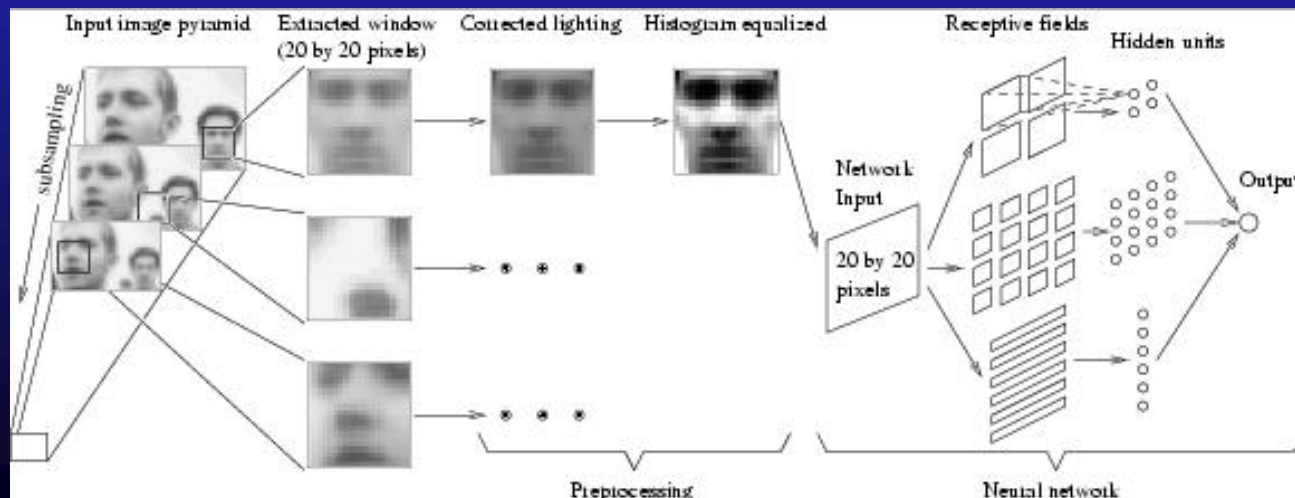 Input image pyramid
Extracted window
(20 by 20 pixels)
Corrected lighting
Histogram equalized
Receptive fields
Hidden units
subsampling
Network
Input
20 by 20
pixels
Output
Preprocessing
Neural network